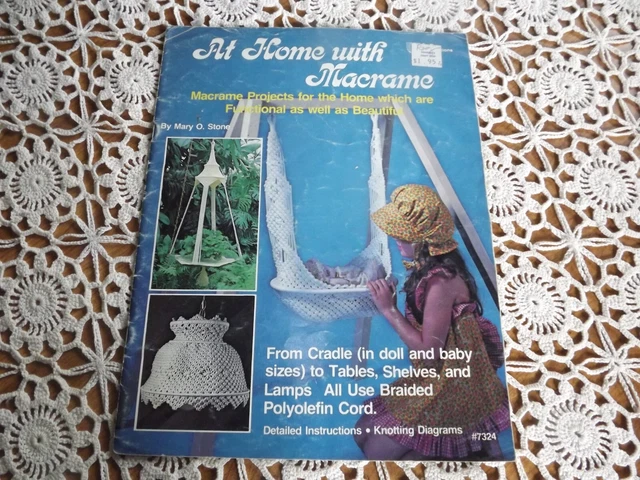 At Home with
Macrame
Macrame Projects for the Home which are
Functional as well as Beautiful
By Mary O. Stone
From Cradle (in doll and baby
sizes) to Tables, Shelves, and
Lamps All Use Braided
Polyolefin Cord.
Detailed Instructions • Knotting Diagrams
#7324